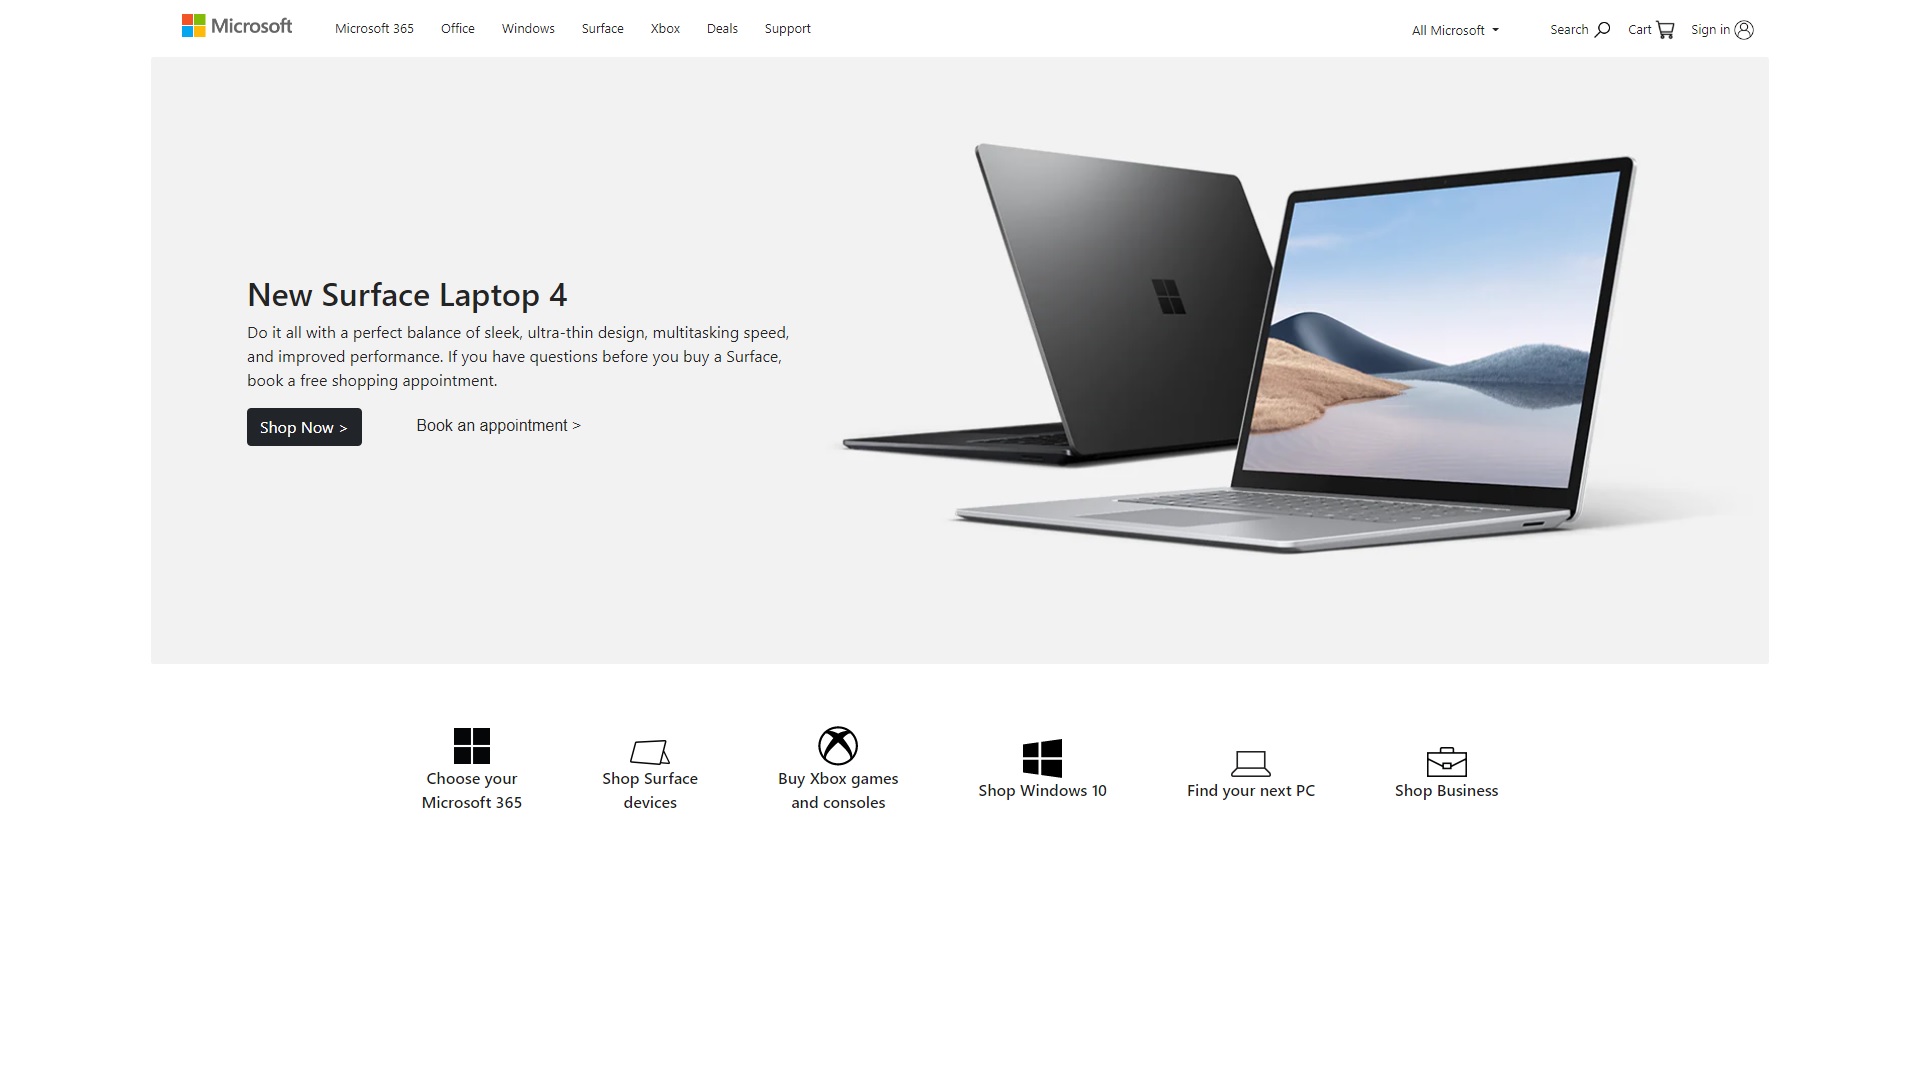 Microsoft
Microsoft 365
Office
Windows
Surface
Xbox
Deals
Support
All Microsoft
Search
Cart
Sign in
New Surface Laptop 4
Do it all with a perfect balance of sleek, ultra-thin design, multitasking speed,
and improved performance. If you have questions before you buy a Surface,
book a free shopping appointment.
Shop Now >
Book an appointment >
Choose your
Microsoft 365
Shop Surface
devices
Buy Xbox games
and consoles
Shop Windows 10
Find your next PC
Shop Business